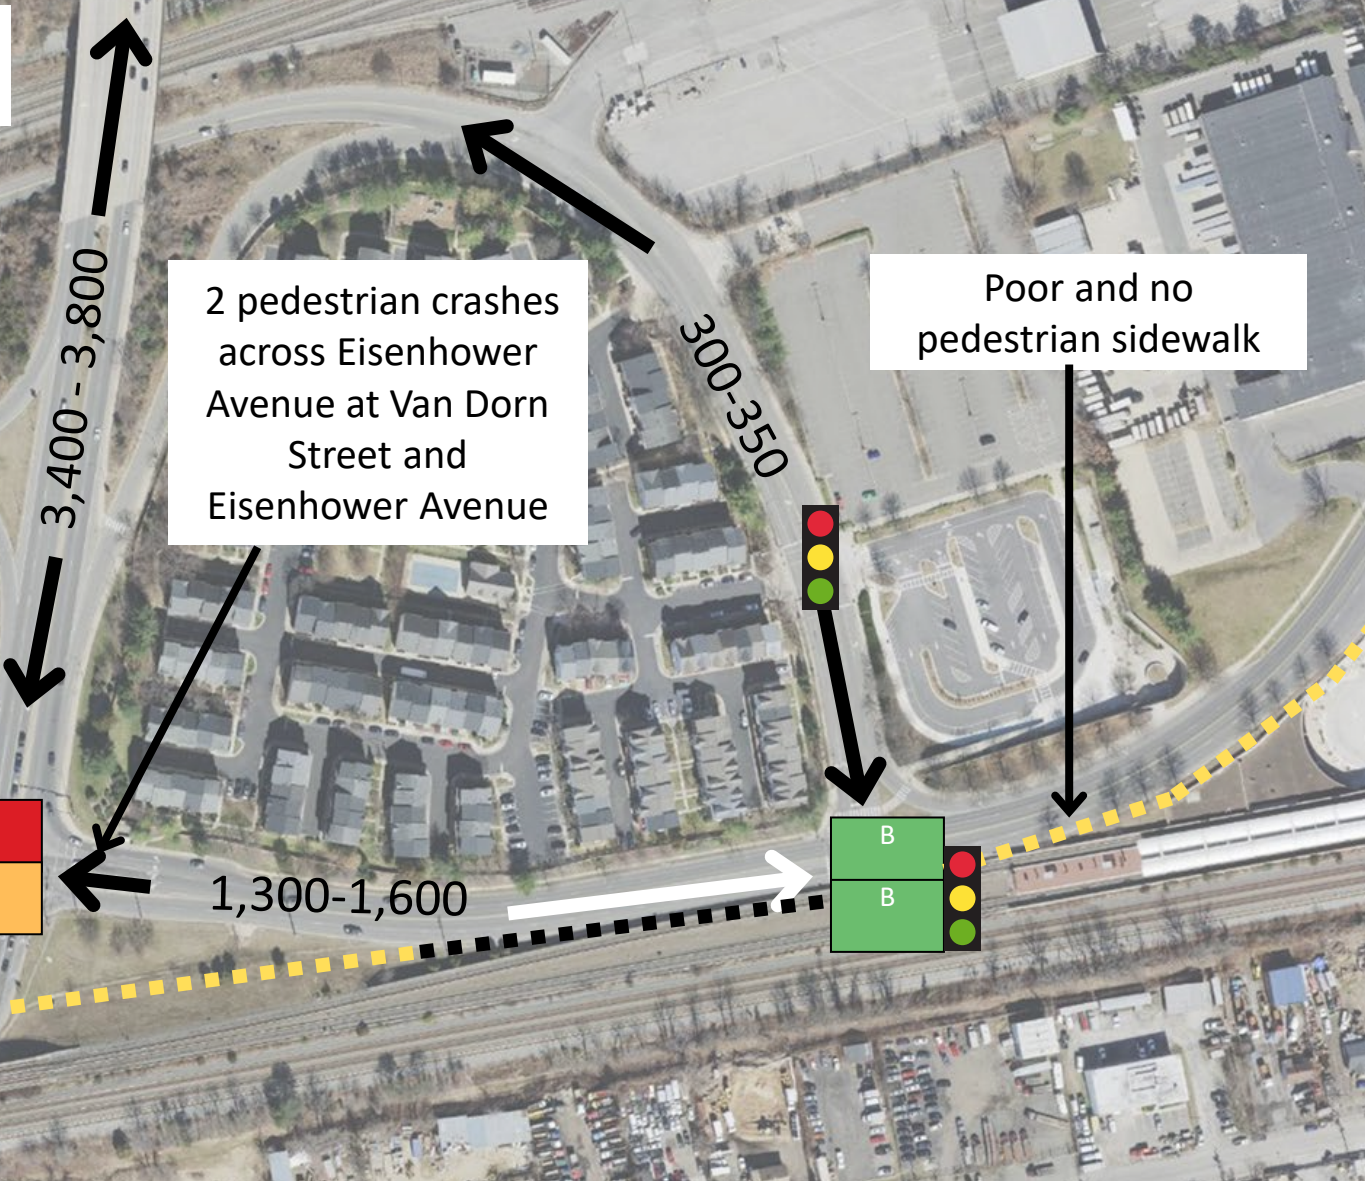 3,400 - 3,800
2 pedestrian crashes
across Eisenhower
Avenue at Van Dorn
Street and
Eisenhower Avenue
300-350
Poor and no
pedestrian sidewalk
B
B
1,300-1,600